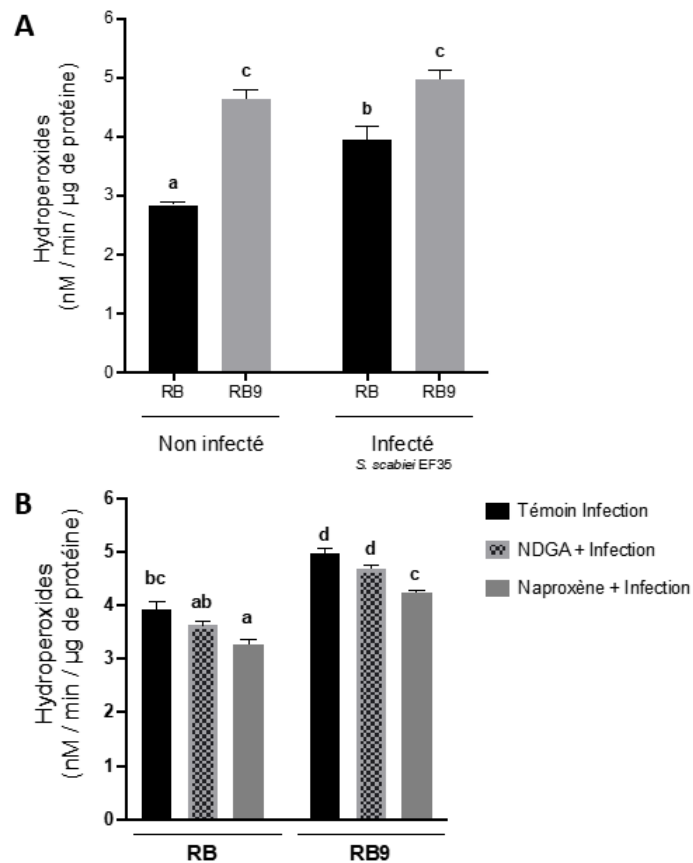 A
Hydroperoxides
(nM / min / µg de protéine)
6
5
4
3
2
1
0
a
c
b
c
RB RB9 RB RB9
Non infecté Infecté
S. scabiei EF35
B
Hydroperoxides
(nM / min / µg de protéine)
6
5
4
3
2
1
0
bc
ab
a
d
d
c
RB RB9
Témoin Infection
NDGA + Infection
Naproxène + Infection